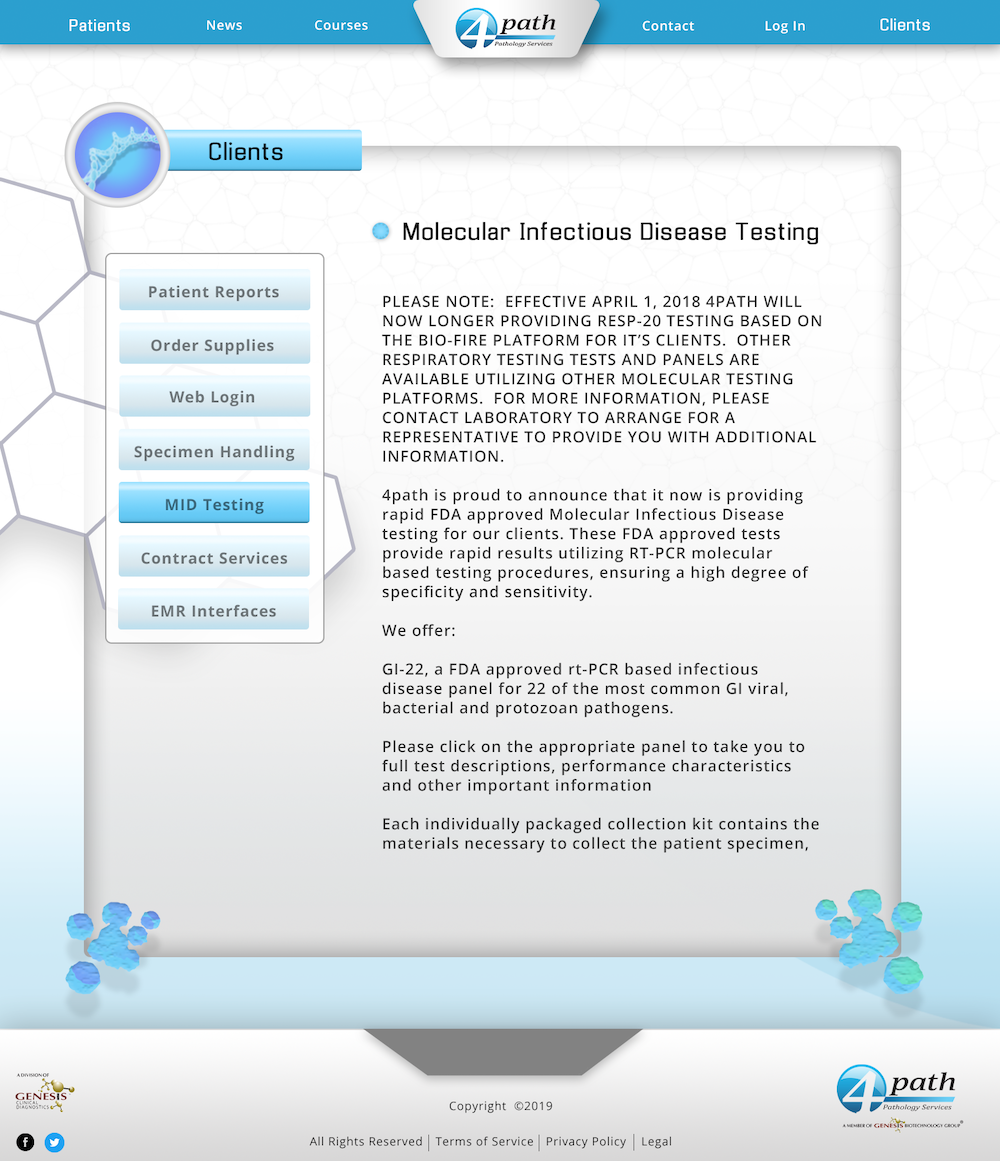 Patients
News
Courses
4path
Pathology Services
Contact
Log In
Clients
Clients
Molecular Infectious Disease Testing
Patient Reports
Order Supplies
Web Login
Specimen Handling
MID Testing
Contract Services
EMR Interfaces
PLEASE NOTE:  EFFECTIVE APRIL 1, 2018 4PATH WILL
NOW LONGER PROVIDING RESP-20 TESTING BASED ON
THE BIO-FIRE PLATFORM FOR IT’S CLIENTS.  OTHER
RESPIRATORY TESTING TESTS AND PANELS ARE
AVAILABLE UTILIZING OTHER MOLECULAR TESTING
PLATFORMS.  FOR MORE INFORMATION, PLEASE
CONTACT LABORATORY TO ARRANGE FOR A
REPRESENTATIVE TO PROVIDE YOU WITH ADDITIONAL
INFORMATION.
4path is proud to announce that it now is providing
rapid FDA approved Molecular Infectious Disease
testing for our clients. These FDA approved tests
provide rapid results utilizing RT-PCR molecular
based testing procedures, ensuring a high degree of
specificity and sensitivity.
We offer:
GI-22, a FDA approved rt-PCR based infectious
disease panel for 22 of the most common GI viral,
bacterial and protozoan pathogens.
Please click on the appropriate panel to take you to
full test descriptions, performance characteristics
and other important information
Each individually packaged collection kit contains the
materials necessary to collect the patient specimen,
A DIVISION OF
GENESIS
CLINICAL
DIAGNOSTICS
4path
Pathology Services
A MEMBER OF GENESIS BIOTECHNOLOGY GROUP®
Copyright  ©2019
All Rights Reserved | Terms of Service | Privacy Policy | Legal